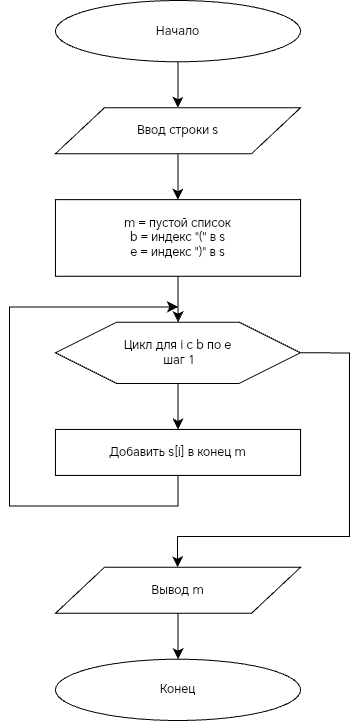 Начало
Ввод строки s
m = пустой список
b = индекс "(" в s
e = индекс ")" в s
Цикл для i с b по e
шаг 1
Добавить s[i] в конец m
Вывод m
Конец